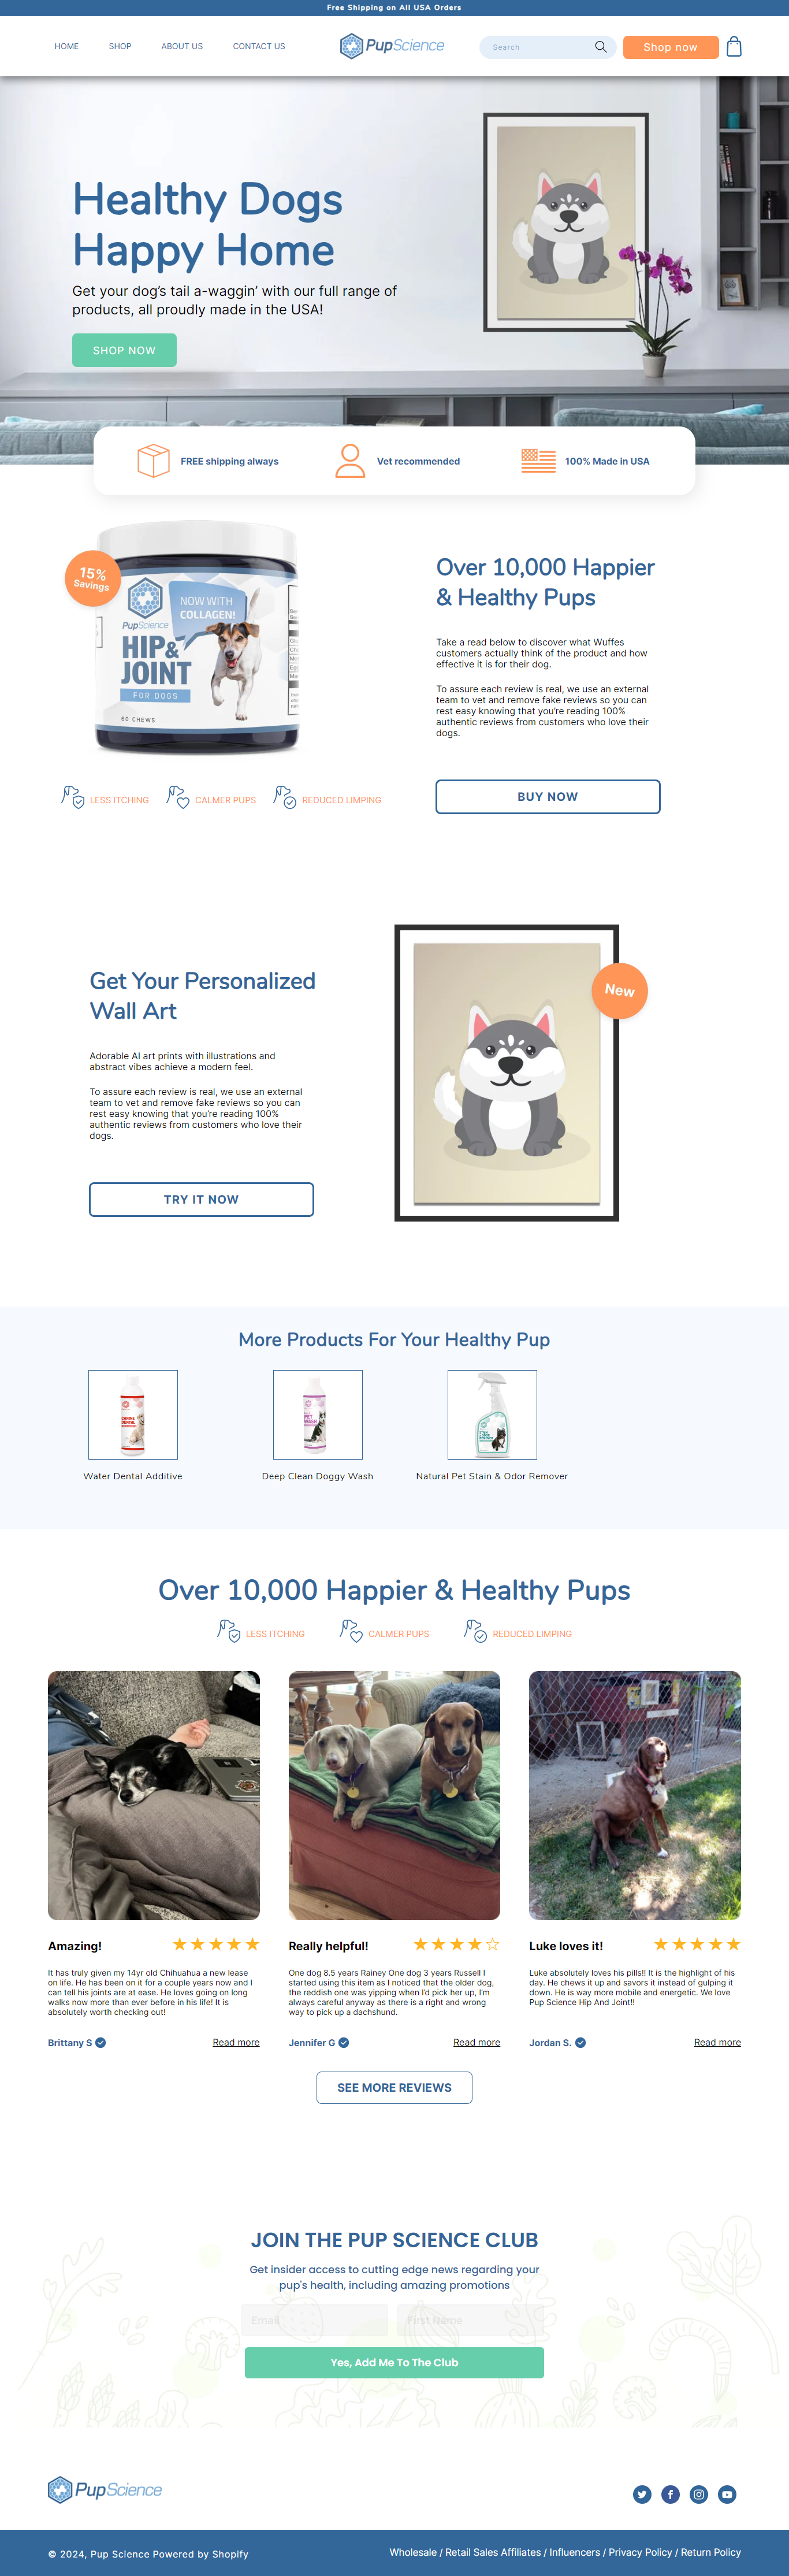 Free Shipping on All USA Orders
HOME
SHOP
ABOUT US
CONTACT US
PupScience
Search
Shop now
Healthy Dogs
Happy Home
Get your dog's tail a-waggin' with our full range of
products, all proudly made in the USA!
SHOP NOW
FREE shipping always
Vet recommended
100% Made in USA
15%
Savings
PupScience
NOW WITH
COLLAGEN!
HIP&
JOINT
FOR DOGS
60 CHEWS
LESS ITCHING
CALMER PUPS
REDUCED LIMPING
Over 10,000 Happier
& Healthy Pups
Take a read below to discover what Wuffes
customers actually think of the product and how
effective it is for their dog.
To assure each review is real, we use an external
team to vet and remove fake reviews so you can
rest easy knowing that you're reading 100%
authentic reviews from customers who love their
dogs.
BUY NOW
Get Your Personalized
Wall Art
Adorable AI art prints with illustrations and
abstract vibes achieve a modern feel.
To assure each review is real, we use an external
team to vet and remove fake reviews so you can
rest easy knowing that you're reading 100%
authentic reviews from customers who love their
dogs.
TRY IT NOW
New
More Products For Your Healthy Pup
CANINE
DENTAL
PET
WASH
Water Dental Additive
Deep Clean Doggy Wash
Natural Pet Stain & Odor Remover
Over 10,000 Happier & Healthy Pups
LESS ITCHING
CALMER PUPS
REDUCED LIMPING
Amazing!
It has truly given my 14yr old Chihuahua a new lease
on life. He has been on it for a couple years now and I
can tell his joints are at ease. He loves going on long
walks now more than ever before in his life! It is
absolutely worth checking out!
Brittany S
Read more
Really helpful!
One dog 8.5 years Rainey One dog 3 years Russell I
started using this item as I noticed that the older dog,
the reddish one was yipping when I'd pick her up, I'm
always careful anyway as there is a right and wrong
way to pick up a dachshund.
Jennifer G
Read more
Luke loves it!
Luke absolutely loves his pills!! It is the highlight of his
day. He chews it up and savors it instead of gulping it
down. He is way more mobile and energetic. We love
Pup Science Hip And Joint!!
Jordan S.
Read more
SEE MORE REVIEWS
JOIN THE PUP SCIENCE CLUB
Get insider access to cutting edge news regarding your
pup's health, including amazing promotions
Email
First Name
Yes, Add Me To The Club
PupScience
© 2024, Pup Science Powered by Shopify
Wholesale / Retail Sales Affiliates / Influencers / Privacy Policy / Return Policy